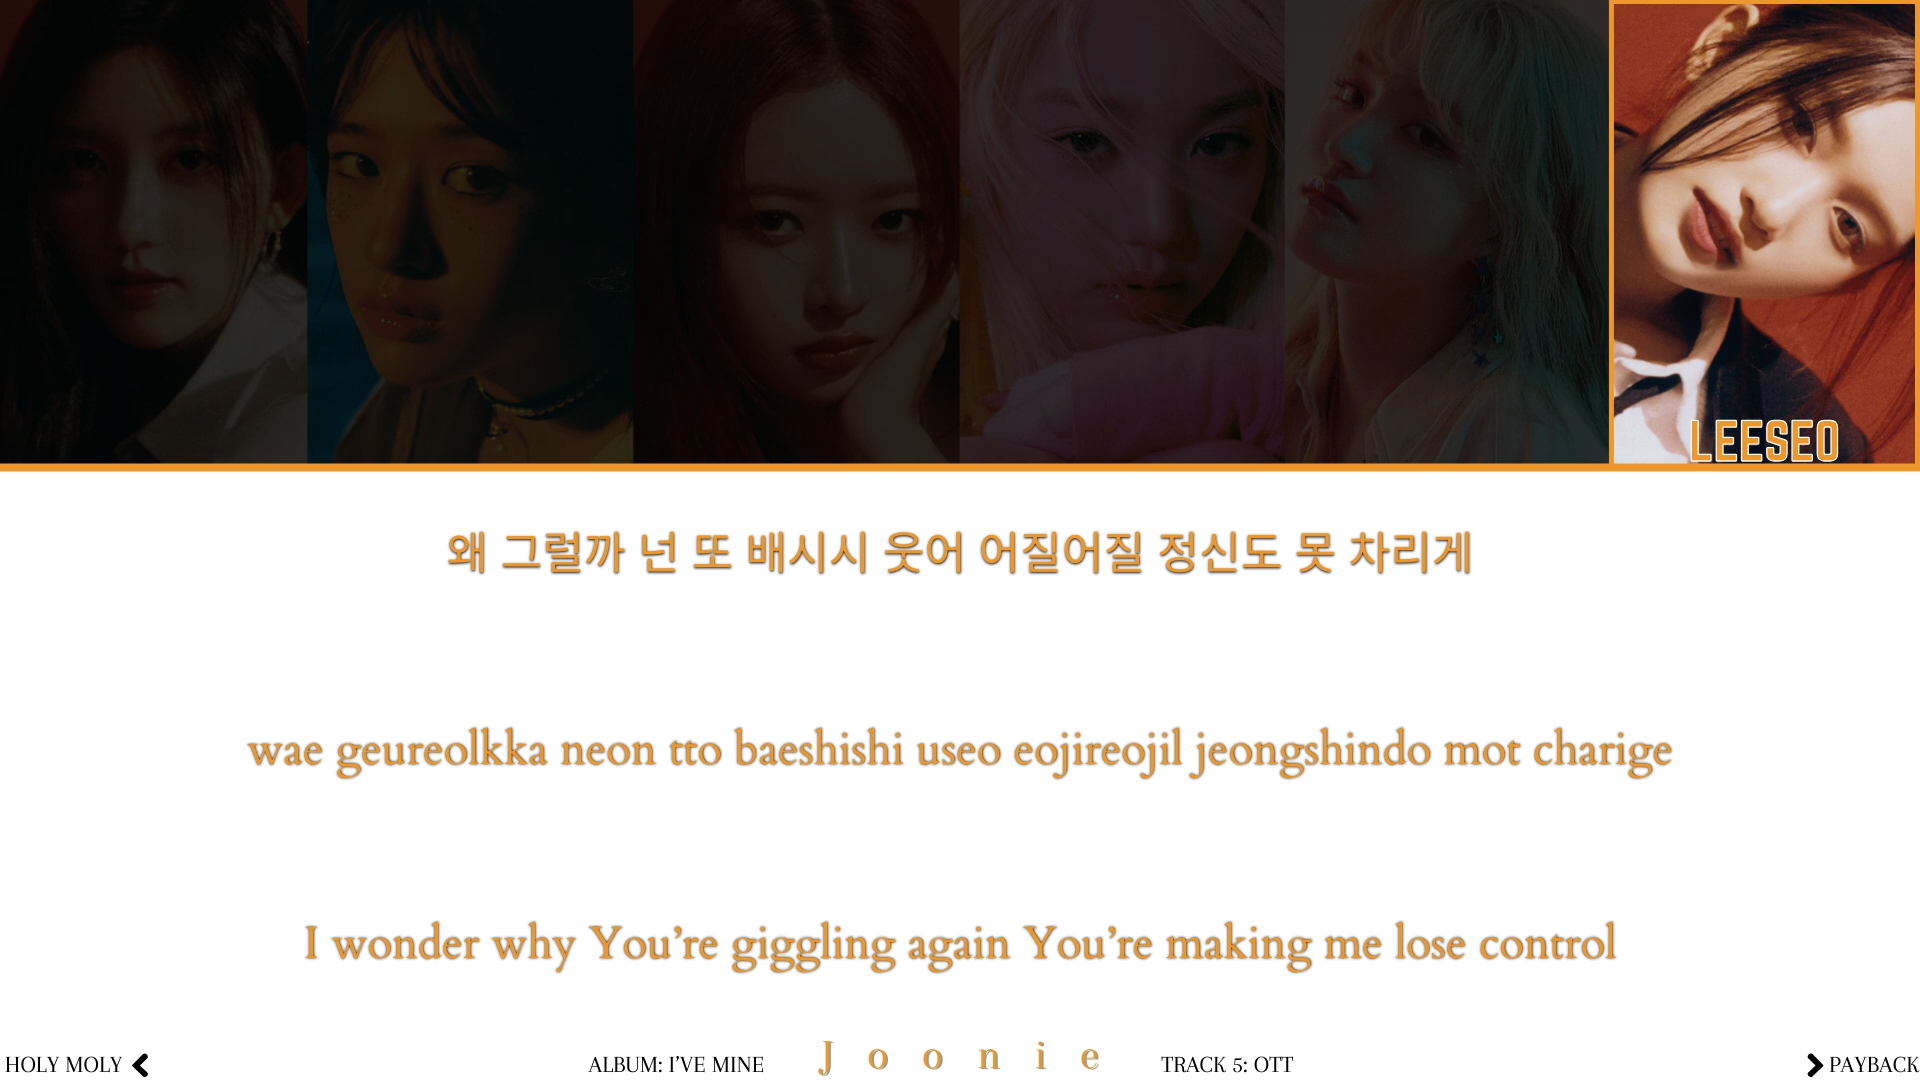 LEESEO
왜 그럴까 넌 또 배시시 웃어 어질어질 정신도 못 차리게
wae geureolkka neon tto baeshishi useo eojireojil jeongshindo mot charige
I wonder why You're giggling again You're making me lose control
HOLY MOLY ALBUM: I'VE MINE Joonie TRACK 5: OTT PAYBACK